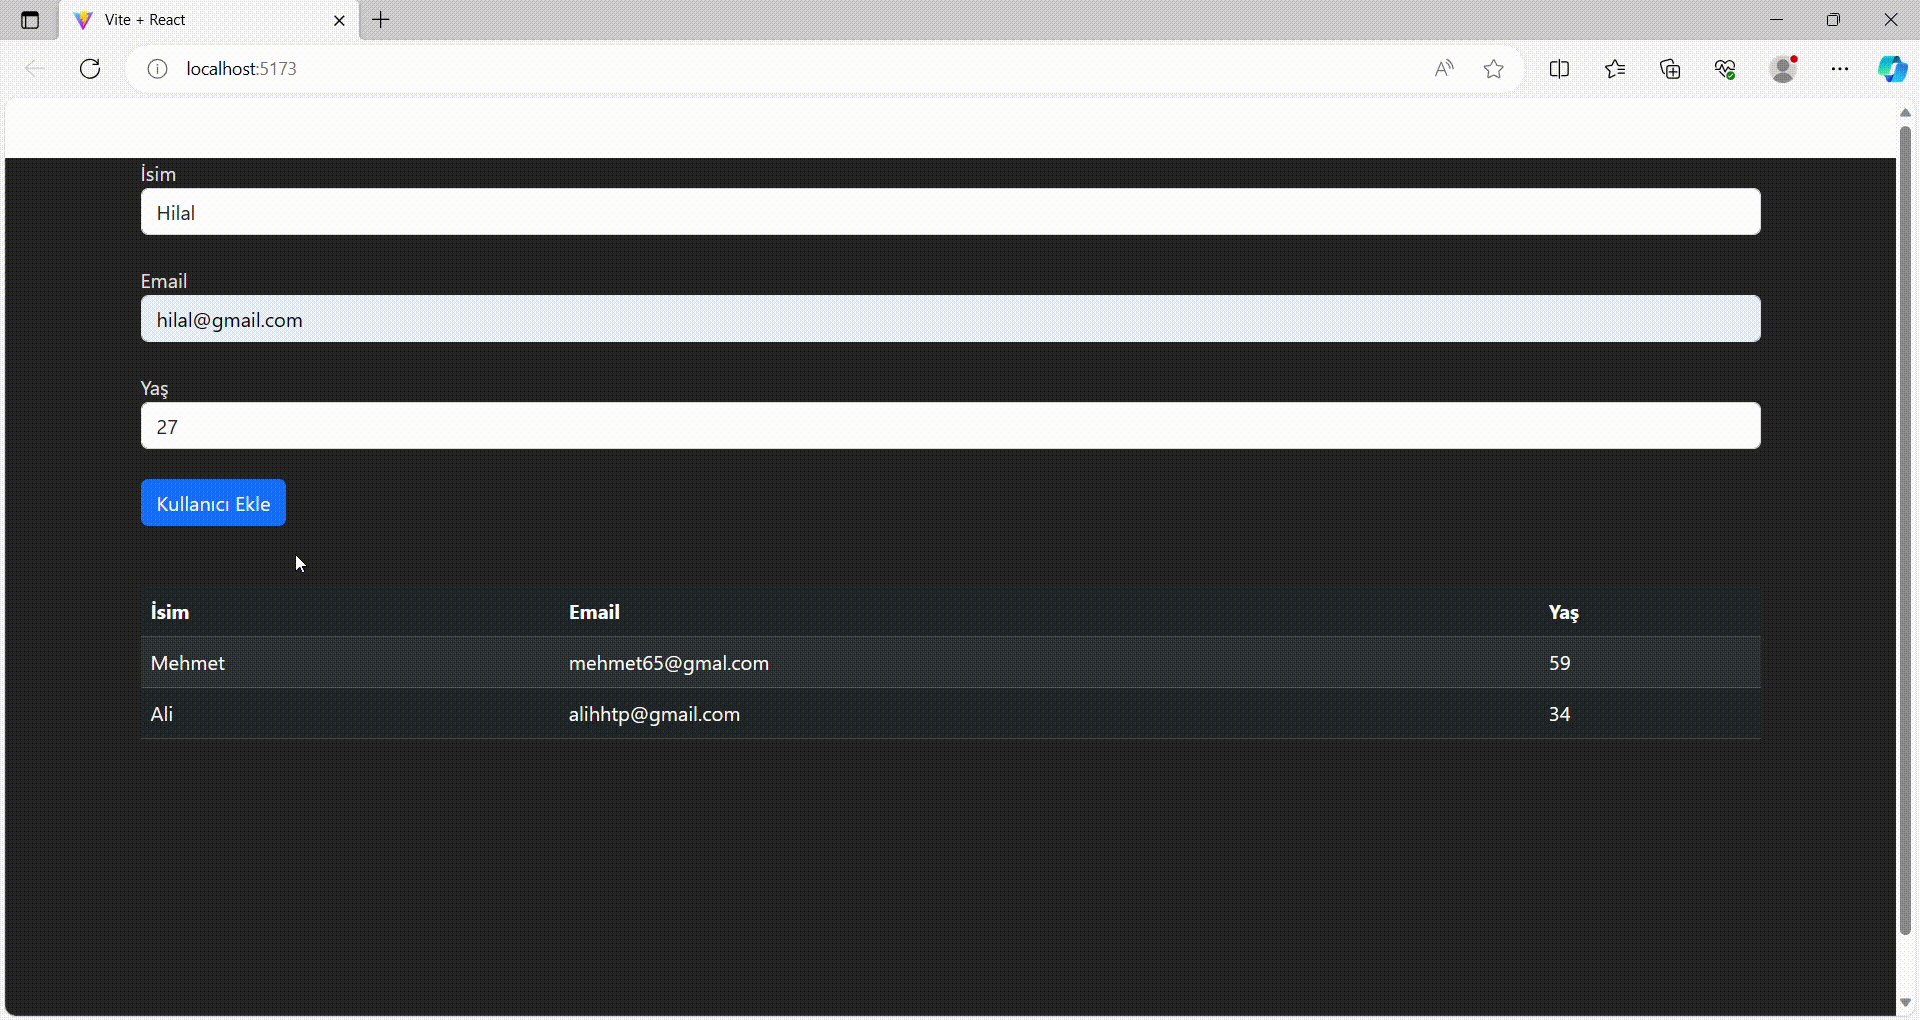 Vite + React
localhost:5173
İsim
Hilal
Email
hilal@gmail.com
Yaş
27
Kullanıcı Ekle
İsim Email Yaş
Mehmet mehmet65@gmal.com 59
Ali alihhtp@gmail.com 34